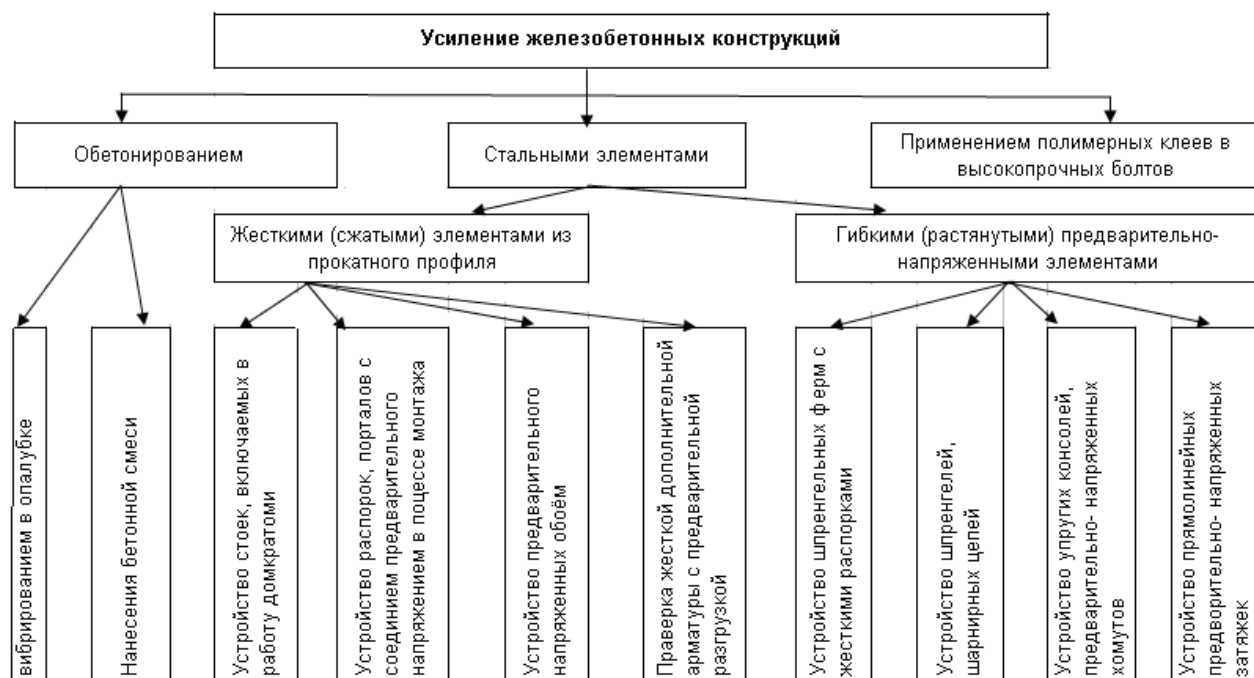 Усиление железобетонных конструкций
Обетонированием
Стальными элементами
Применением полимерных клеев в
высокопрочных болтов
Жесткими (сжатыми) элементами из
прокатного профиля
Гибкими (растянутыми) предварительно-
напряженными элементами
вибрированием в опалубке
Нанесения бетонной смеси
Устройство стоек, включаемых в
работу домкратоми
Устройство распорок, порталов с
соединием предварительного
напряжением в поцессе монтажа
Устройство предварительного
напряженных обоём
Праверка жесткой дополнительной
арматуры с предварительной
разгрузкой
Устройство шпренгельных ферм с
жесткими распорками
Устройство шпренгелей,
шарнирных цепей
Устройство упругих консолей,
предварительно- напряженных
хомутов
Устройство прямолинейных
предворительно- напряженных
затяжек